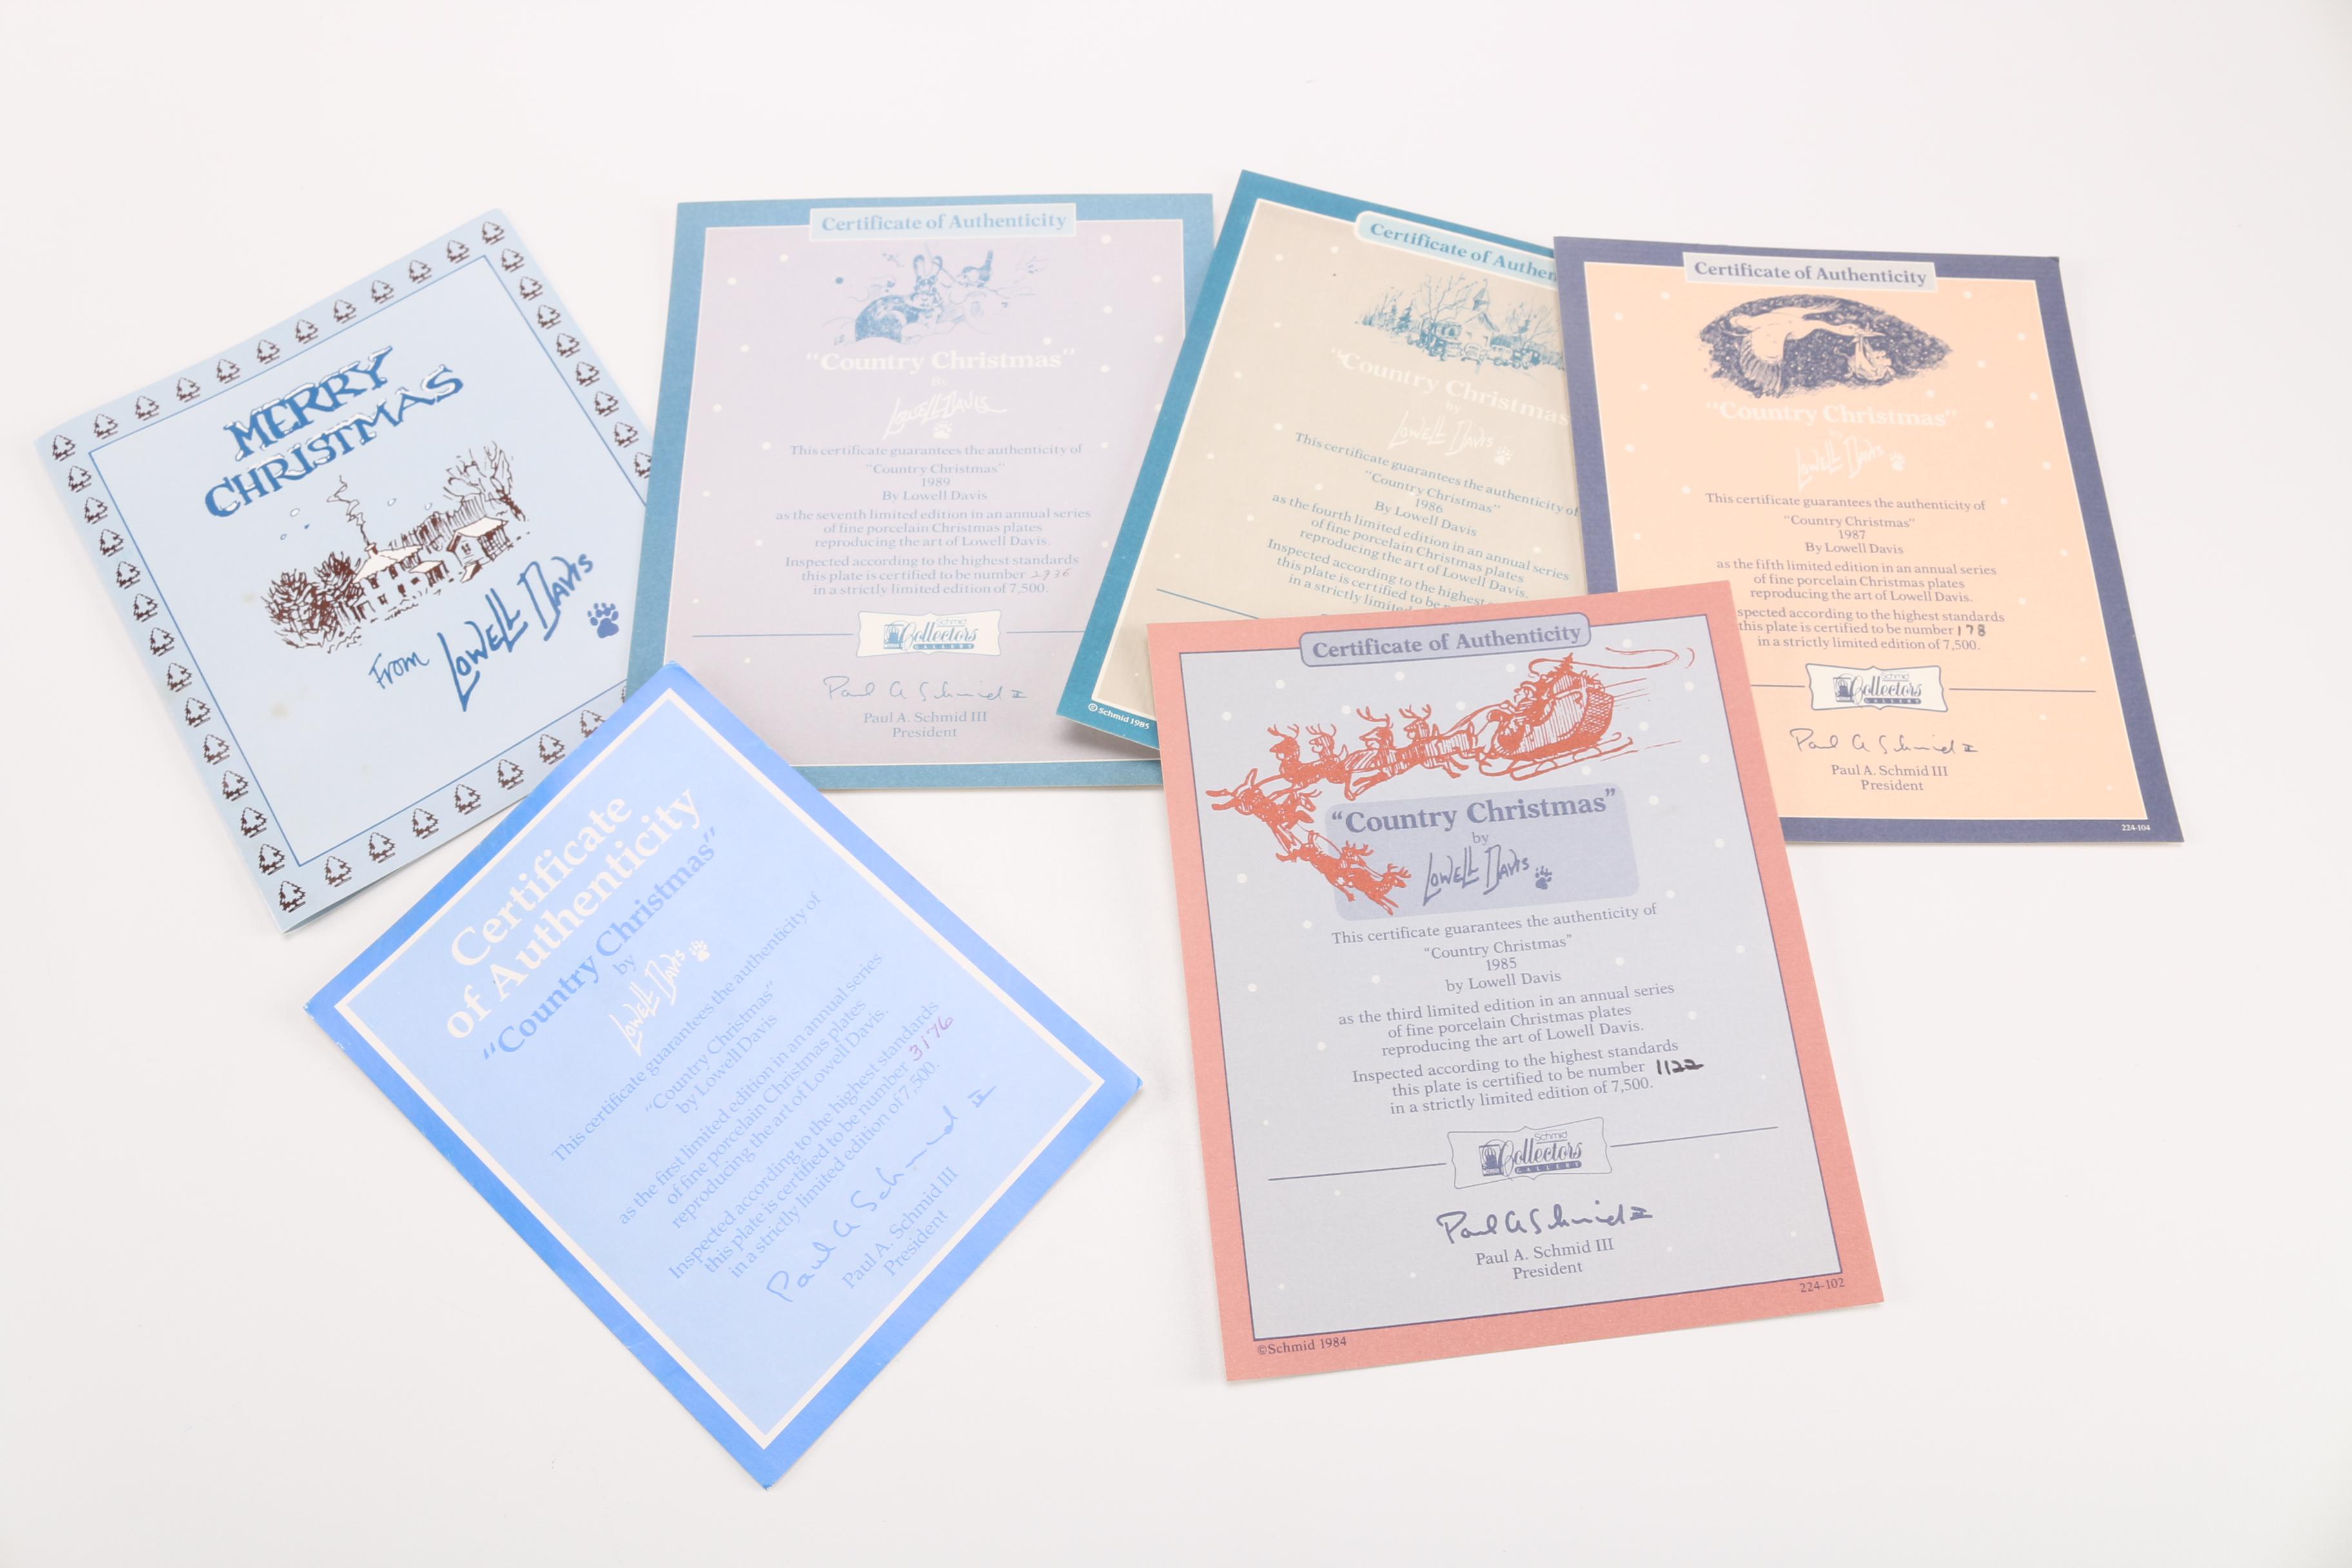 MERRY
CHRISTMAS
From Lowell Davis
Certificate of Authenticity
"Country Christmas"
By
Lowell Davis
This certificate guarantees the authenticity of
"Country Christmas"
1989
By Lowell Davis
as the seventh limited edition in an annual series
of fine porcelain Christmas plates
reproducing the art of Lowell Davis.
Inspected according to the highest standards
this plate is certified to be number 2936
in a strictly limited edition of 7,500.
Schmid
Collectors
GALLERY
Paul A Schmid III
Paul A. Schmid III
President
Certificate of Authen
"Country Christmas
by
Lowell Davis
This certificate guarantees the authenticity of
"Country Christmas"
1986
By Lowell Davis
as the fourth limited edition in an annual series
of fine porcelain Christmas plates
reproducing the art of Lowell Davis.
Inspected according to the highest
this plate is certified to be
in a strictly limited
© Schmid 1985
Certificate of Authenticity
"Country Christmas"
by
Lowell Davis
This certificate guarantees the authenticity of
"Country Christmas"
1987
By Lowell Davis
as the fifth limited edition in an annual series
of fine porcelain Christmas plates
reproducing the art of Lowell Davis.
spected according to the highest standards
this plate is certified to be number 178
in a strictly limited edition of 7,500.
Schmid
Collectors
GALLERY
Paul A Schmid III
Paul A. Schmid III
President
224-104
Certificate
of Authenticity
"Country Christmas"
by
Lowell Davis
This certificate guarantees the authenticity of
"Country Christmas"
by Lowell Davis
as the first limited edition in an annual series
of fine porcelain Christmas plates
reproducing the art of Lowell Davis.
Inspected according to the highest standards
this plate is certified to be number 3176
in a strictly limited edition of 7,500.
Paul A Schmid III
Paul A. Schmid III
President
Certificate of Authenticity
"Country Christmas"
by
Lowell Davis
This certificate guarantees the authenticity of
"Country Christmas"
1985
by Lowell Davis
as the third limited edition in an annual series
of fine porcelain Christmas plates
reproducing the art of Lowell Davis.
Inspected according to the highest standards
this plate is certified to be number 1122
in a strictly limited edition of 7,500.
Schmid
Collectors
GALLERY
Paul A Schmid III
Paul A. Schmid III
President
224-102
©Schmid 1984